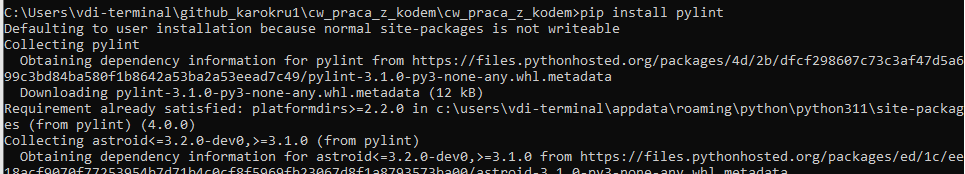 C:\Users\vdi-terminal\github_karokru1\cw_praca_z_kodem\cw_praca_z_kodem>pip install pylint
Defaulting to user installation because normal site-packages is not writeable
Collecting pylint
  Obtaining dependency information for pylint from https://files.pythonhosted.org/packages/4d/2b/dfcf298607c73c3af47d5a6
99c3bd84ba580f1b8642a53ba2a53eead7c49/pylint-3.1.0-py3-none-any.whl.metadata
  Downloading pylint-3.1.0-py3-none-any.whl.metadata (12 kB)
Requirement already satisfied: platformdirs>=2.2.0 in c:\users\vdi-terminal\appdata\roaming\python\python311\site-packag
es (from pylint) (4.0.0)
Collecting astroid<=3.2.0-dev0,>=3.1.0 (from pylint)
  Obtaining dependency information for astroid<=3.2.0-dev0,>=3.1.0 from https://files.pythonhosted.org/packages/ed/1c/ee
18acf9070f77253954b7d71b4c0cf8f5969fb23067d8f1a8793573ba00/astroid-3.1.0-py3-none-any.whl.metadata